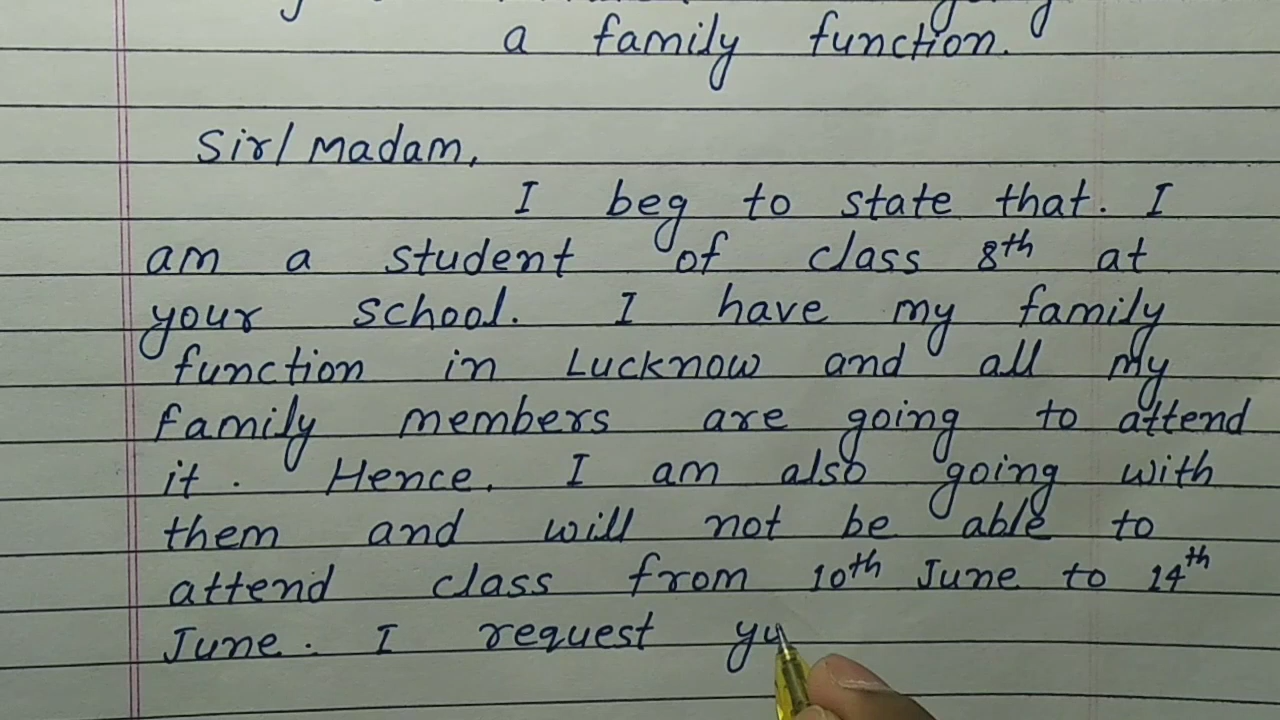 a family function.
Sir/Madam,
I beg to state that. I
am a student of class 8th at
your school. I have my family
function in Lucknow and all my
family members are going to attend
it. Hence, I am also going with
them and will not be able to
attend class from 10th June to 14th
June. I request yu